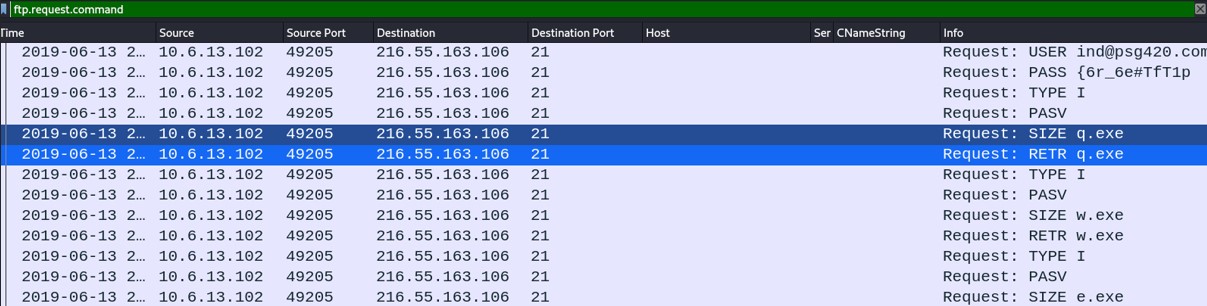 ftp.request.command
Time Source Source Port Destination Destination Port Host Ser CNameString Info
2019-06-13 2… 10.6.13.102 49205 216.55.163.106 21 Request: USER ind@psg420.com
2019-06-13 2… 10.6.13.102 49205 216.55.163.106 21 Request: PASS {6r_6e#TfT1p
2019-06-13 2… 10.6.13.102 49205 216.55.163.106 21 Request: TYPE I
2019-06-13 2… 10.6.13.102 49205 216.55.163.106 21 Request: PASV
2019-06-13 2… 10.6.13.102 49205 216.55.163.106 21 Request: SIZE q.exe
2019-06-13 2… 10.6.13.102 49205 216.55.163.106 21 Request: RETR q.exe
2019-06-13 2… 10.6.13.102 49205 216.55.163.106 21 Request: TYPE I
2019-06-13 2… 10.6.13.102 49205 216.55.163.106 21 Request: PASV
2019-06-13 2… 10.6.13.102 49205 216.55.163.106 21 Request: SIZE w.exe
2019-06-13 2… 10.6.13.102 49205 216.55.163.106 21 Request: RETR w.exe
2019-06-13 2… 10.6.13.102 49205 216.55.163.106 21 Request: TYPE I
2019-06-13 2… 10.6.13.102 49205 216.55.163.106 21 Request: PASV
2019-06-13 2… 10.6.13.102 49205 216.55.163.106 21 Request: SIZE e.exe